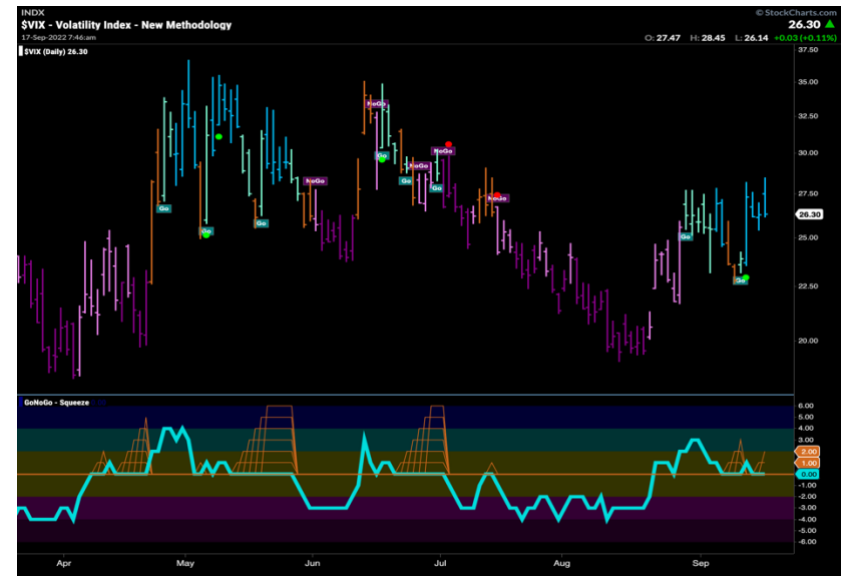 INDX © StockCharts.com
$VIX - Volatility Index - New Methodology 26.30
17-Sep-2022 7:46am O: 27.47 H: 28.45 L: 26.14 +0.03 (+0.11%)
$VIX (Daily) 26.30
37.50
35.00
32.50
30.00
27.50
26.30
25.00
22.50
20.00
Go
Go
Go
NoGo
NoGo
Go
Go
NoGo
NoGo
Go
NoGo
Go
Go
GoNoGo - Squeeze
6.00
5.00
4.00
3.00
2.00
1.00
0.00
-1.00
-2.00
-3.00
-4.00
-5.00
-6.00
Apr May Jun Jul Aug Sep